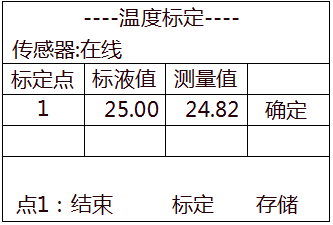 ----温度标定----
传感器:在线
标定点 标液值 测量值
1 25.00 24.82 确定
点1：结束 标定 存储